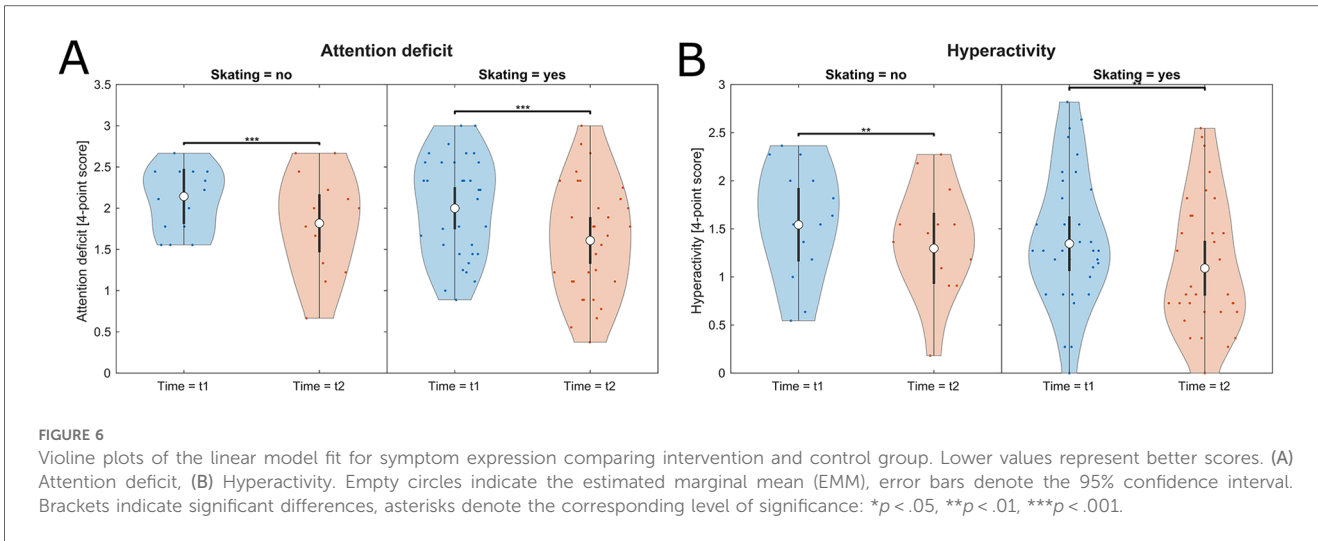 A
Attention deficit
Skating = no
Skating = yes
Attention deficit [4-point score]
3.5
3
2.5
2
1.5
1
0.5
0
***
***
Time = t1
Time = t2
Time = t1
Time = t2
B
Hyperactivity
Skating = no
Skating = yes
Hyperactivity [4-point score]
3
2.5
2
1.5
1
0.5
0
**
**
Time = t1
Time = t2
Time = t1
Time = t2
FIGURE 6
Violine plots of the linear model fit for symptom expression comparing intervention and control group. Lower values represent better scores. (A)
Attention deficit, (B) Hyperactivity. Empty circles indicate the estimated marginal mean (EMM), error bars denote the 95% confidence interval.
Brackets indicate significant differences, asterisks denote the corresponding level of significance: *p < .05, **p < .01, ***p < .001.